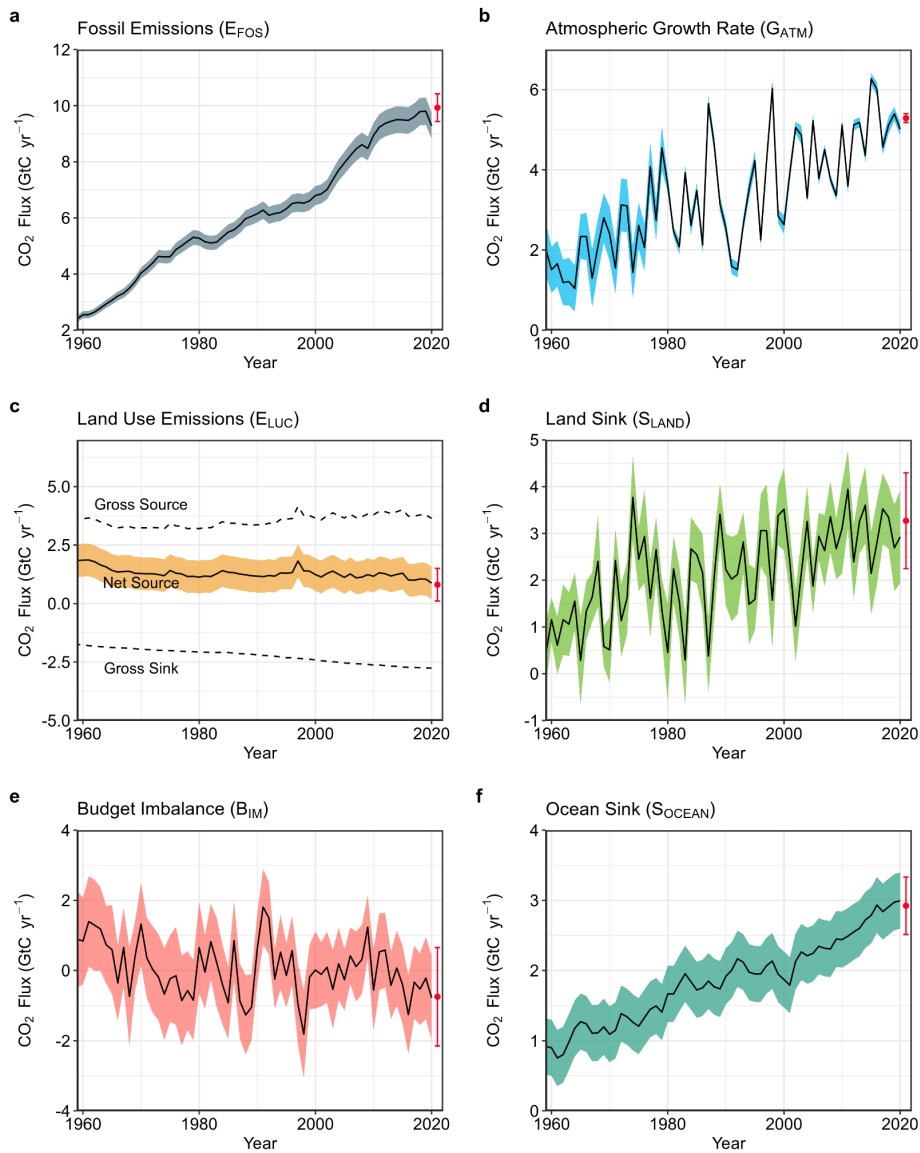 a
Fossil Emissions (EFOS)
CO2 Flux (GtC yr−1)
12
10
8
6
4
2
1960
1980
2000
2020
Year
b
Atmospheric Growth Rate (GATM)
CO2 Flux (GtC yr−1)
6
4
2
0
1960
1980
2000
2020
Year
c
Land Use Emissions (ELUC)
CO2 Flux (GtC yr−1)
5.0
2.5
0.0
-2.5
-5.0
Gross Source
Net Source
Gross Sink
1960
1980
2000
2020
Year
d
Land Sink (SLAND)
CO2 Flux (GtC yr−1)
5
4
3
2
1
0
-1
1960
1980
2000
2020
Year
e
Budget Imbalance (BIM)
CO2 Flux (GtC yr−1)
4
2
0
-2
-4
1960
1980
2000
2020
Year
f
Ocean Sink (SOCEAN)
CO2 Flux (GtC yr−1)
4
3
2
1
0
1960
1980
2000
2020
Year